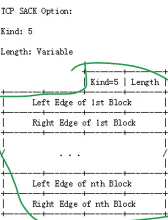 TCP SACK Option:
Kind: 5
Length: Variable
Kind=5 | Length
Left Edge of 1st Block
Right Edge of 1st Block
. . .
Left Edge of nth Block
Right Edge of nth Block